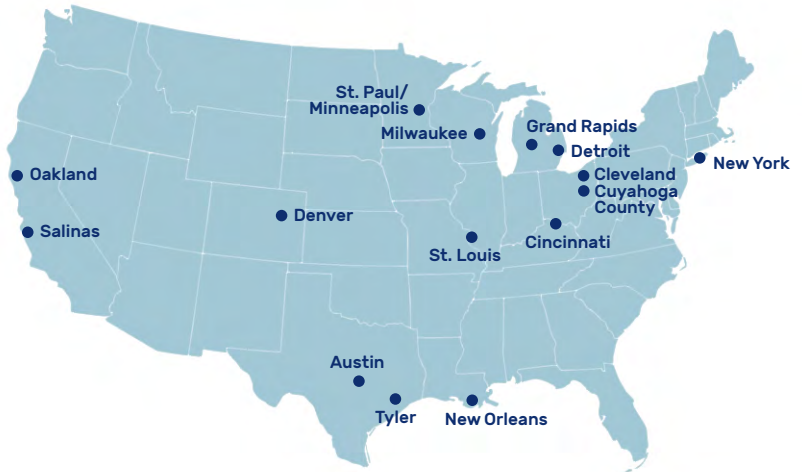 St. Paul/
Minneapolis
Milwaukee
Grand Rapids
Detroit
New York
Oakland
Cleveland
Cuyahoga
County
Denver
Salinas
Cincinnati
St. Louis
Austin
Tyler
New Orleans